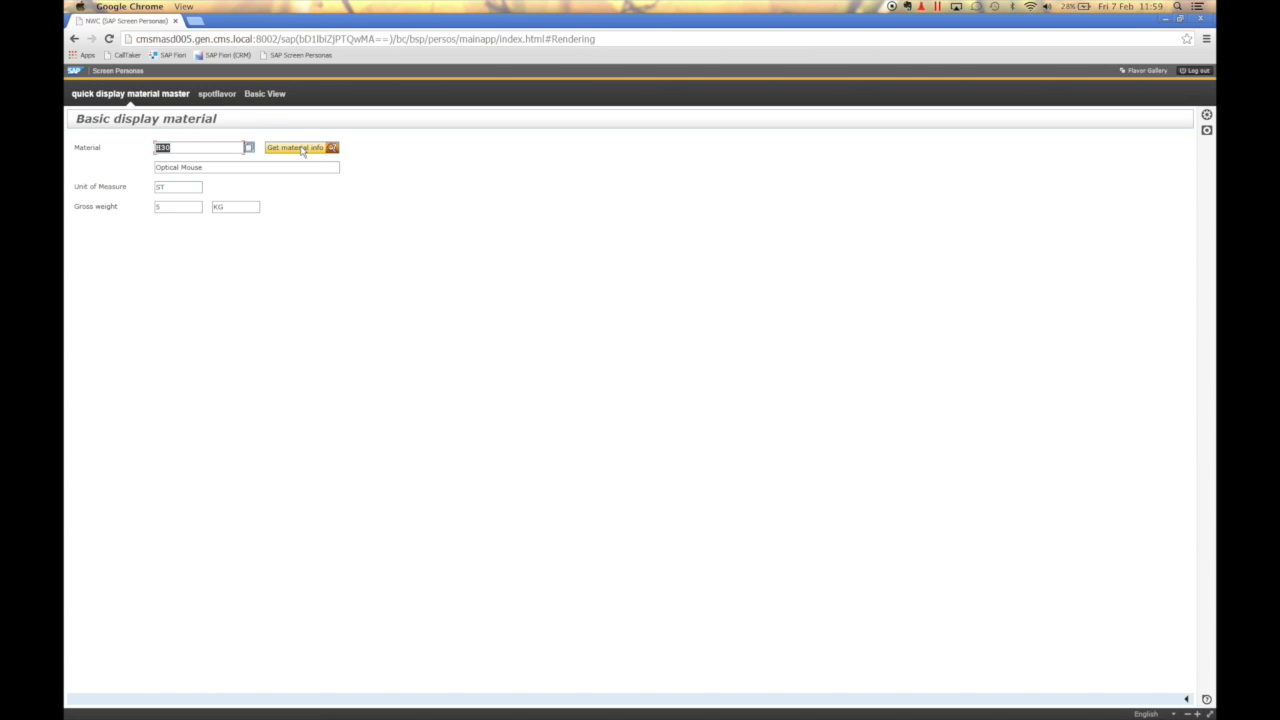 Google Chrome View 28% Fri 7 Feb 11:59
NWC (SAP Screen Personas)
cmsmasd005.gen.cms.local:8002/sap(bD1lbiZjPTQwMA==)/bc/bsp/persos/mainapp/index.html#Rendering
Apps CallTaker SAP Fiori SAP Fiori (CRM) SAP Screen Personas
SAP Screen Personas Flavor Gallery Log out
quick display material master spotflavor Basic View
Basic display material
Material Get material info
Optical Mouse
Unit of Measure ST
Gross weight 5 KG
English